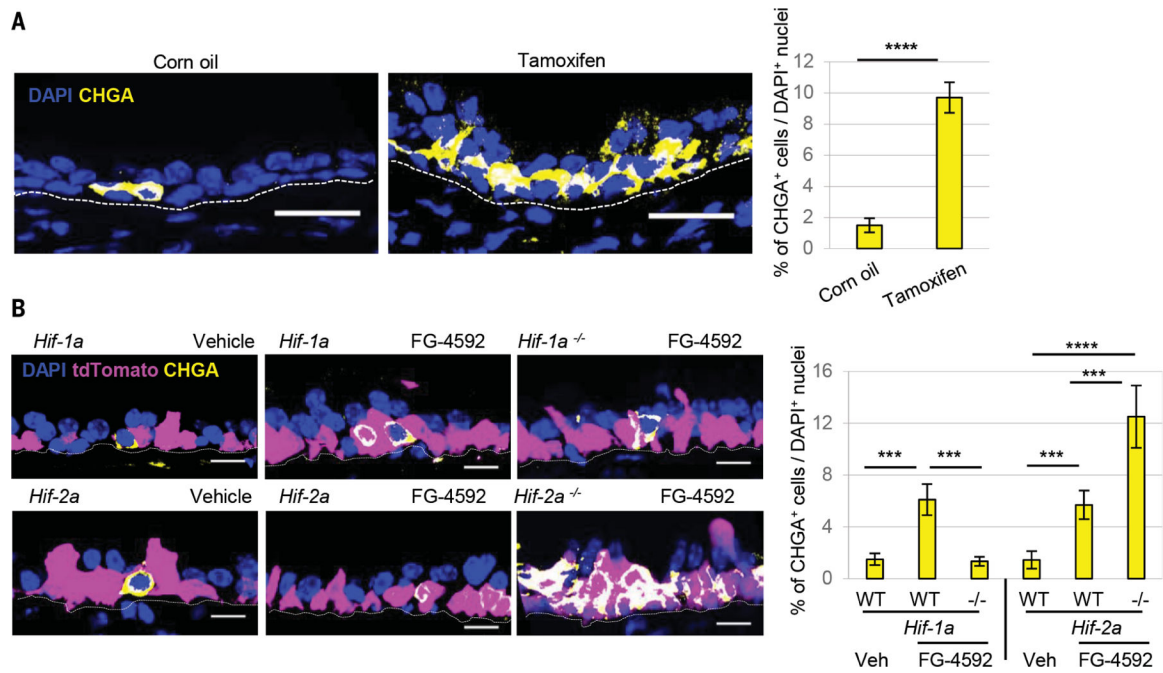 A
Corn oil
Tamoxifen
DAPI CHGA
% of CHGA⁺ cells / DAPI⁺ nuclei
12
10
8
6
4
2
0
****
Corn oil
Tamoxifen
B
Hif-1a Vehicle
Hif-1a FG-4592
Hif-1a -/- FG-4592
DAPI tdTomato CHGA
Hif-2a Vehicle
Hif-2a FG-4592
Hif-2a -/- FG-4592
% of CHGA⁺ cells / DAPI⁺ nuclei
16
12
8
4
0
****
***
*** *** ***
WT WT -/- WT WT -/-
Hif-1a Hif-2a
Veh FG-4592 Veh FG-4592